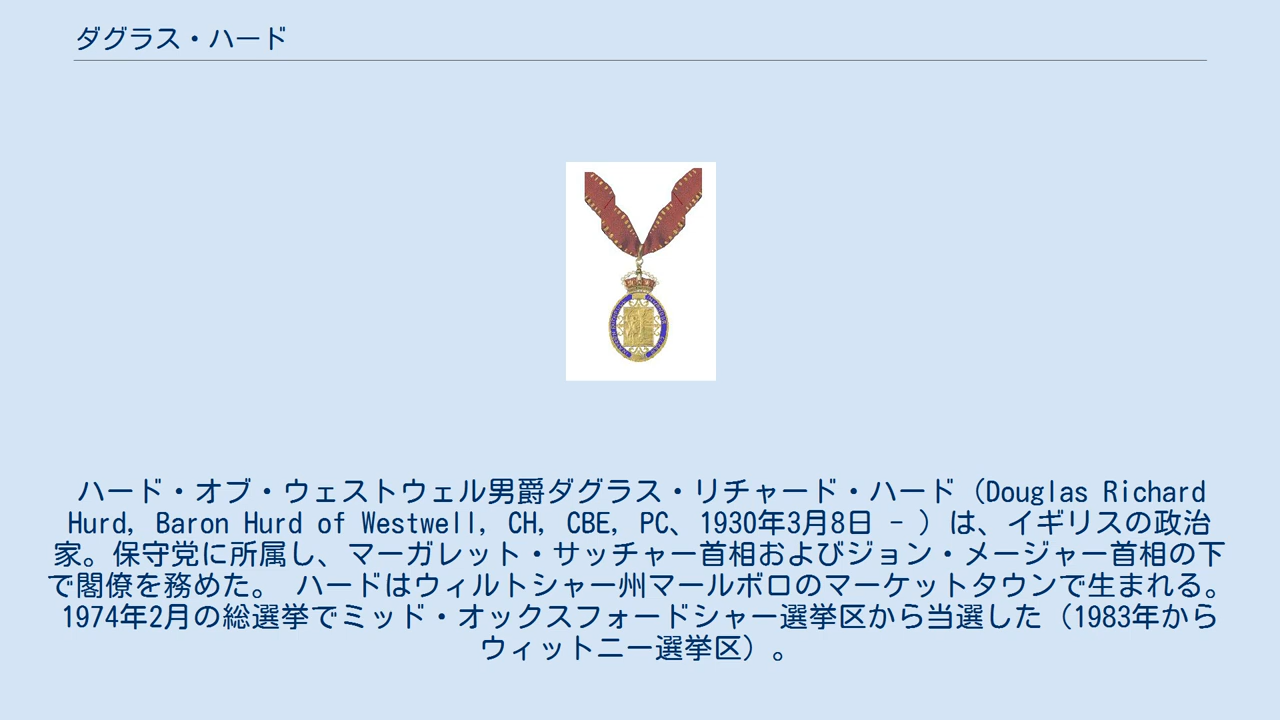 ダグラス・ハード
ハード・オブ・ウェストウェル男爵ダグラス・リチャード・ハード（Douglas Richard
Hurd, Baron Hurd of Westwell, CH, CBE, PC、1930年3月8日 - ）は、イギリスの政治
家。保守党に所属し、マーガレット・サッチャー首相およびジョン・メージャー首相の下
で閣僚を務めた。 ハードはウィルトシャー州マールボロのマーケットタウンで生まれる。
1974年2月の総選挙でミッド・オックスフォードシャー選挙区から当選した（1983年から
ウィットニー選挙区）。